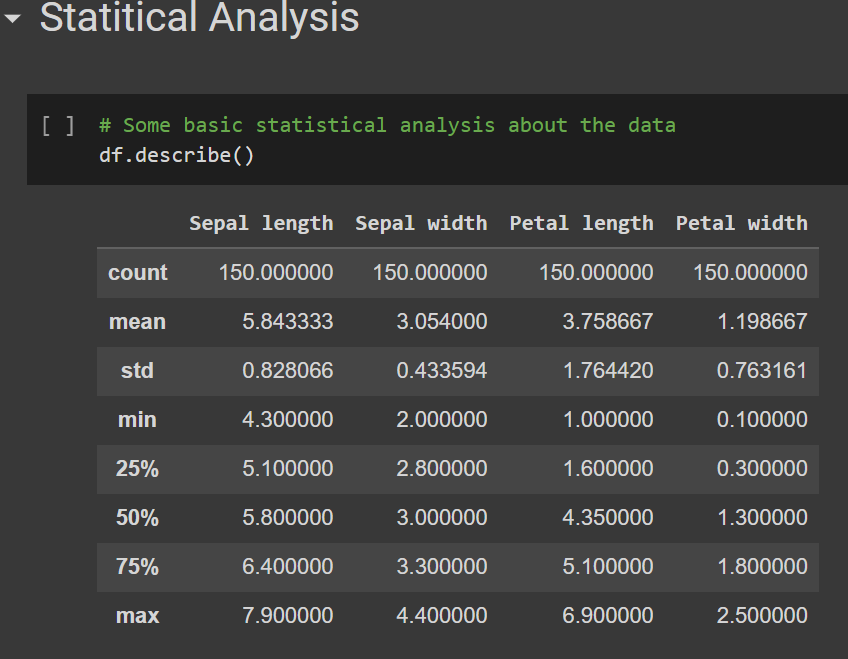 Statitical Analysis
[ ] # Some basic statistical analysis about the data
df.describe()
Sepal length Sepal width Petal length Petal width
count 150.000000 150.000000 150.000000 150.000000
mean 5.843333 3.054000 3.758667 1.198667
std 0.828066 0.433594 1.764420 0.763161
min 4.300000 2.000000 1.000000 0.100000
25% 5.100000 2.800000 1.600000 0.300000
50% 5.800000 3.000000 4.350000 1.300000
75% 6.400000 3.300000 5.100000 1.800000
max 7.900000 4.400000 6.900000 2.500000